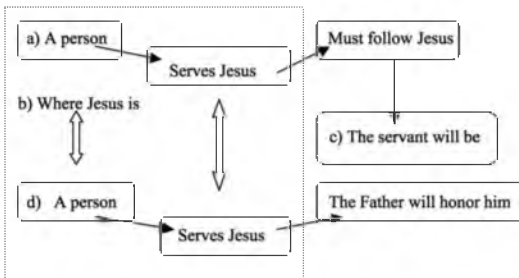 a) A person
Must follow Jesus
Serves Jesus
b) Where Jesus is
c) The servant will be
d) A person
The Father will honor him
Serves Jesus